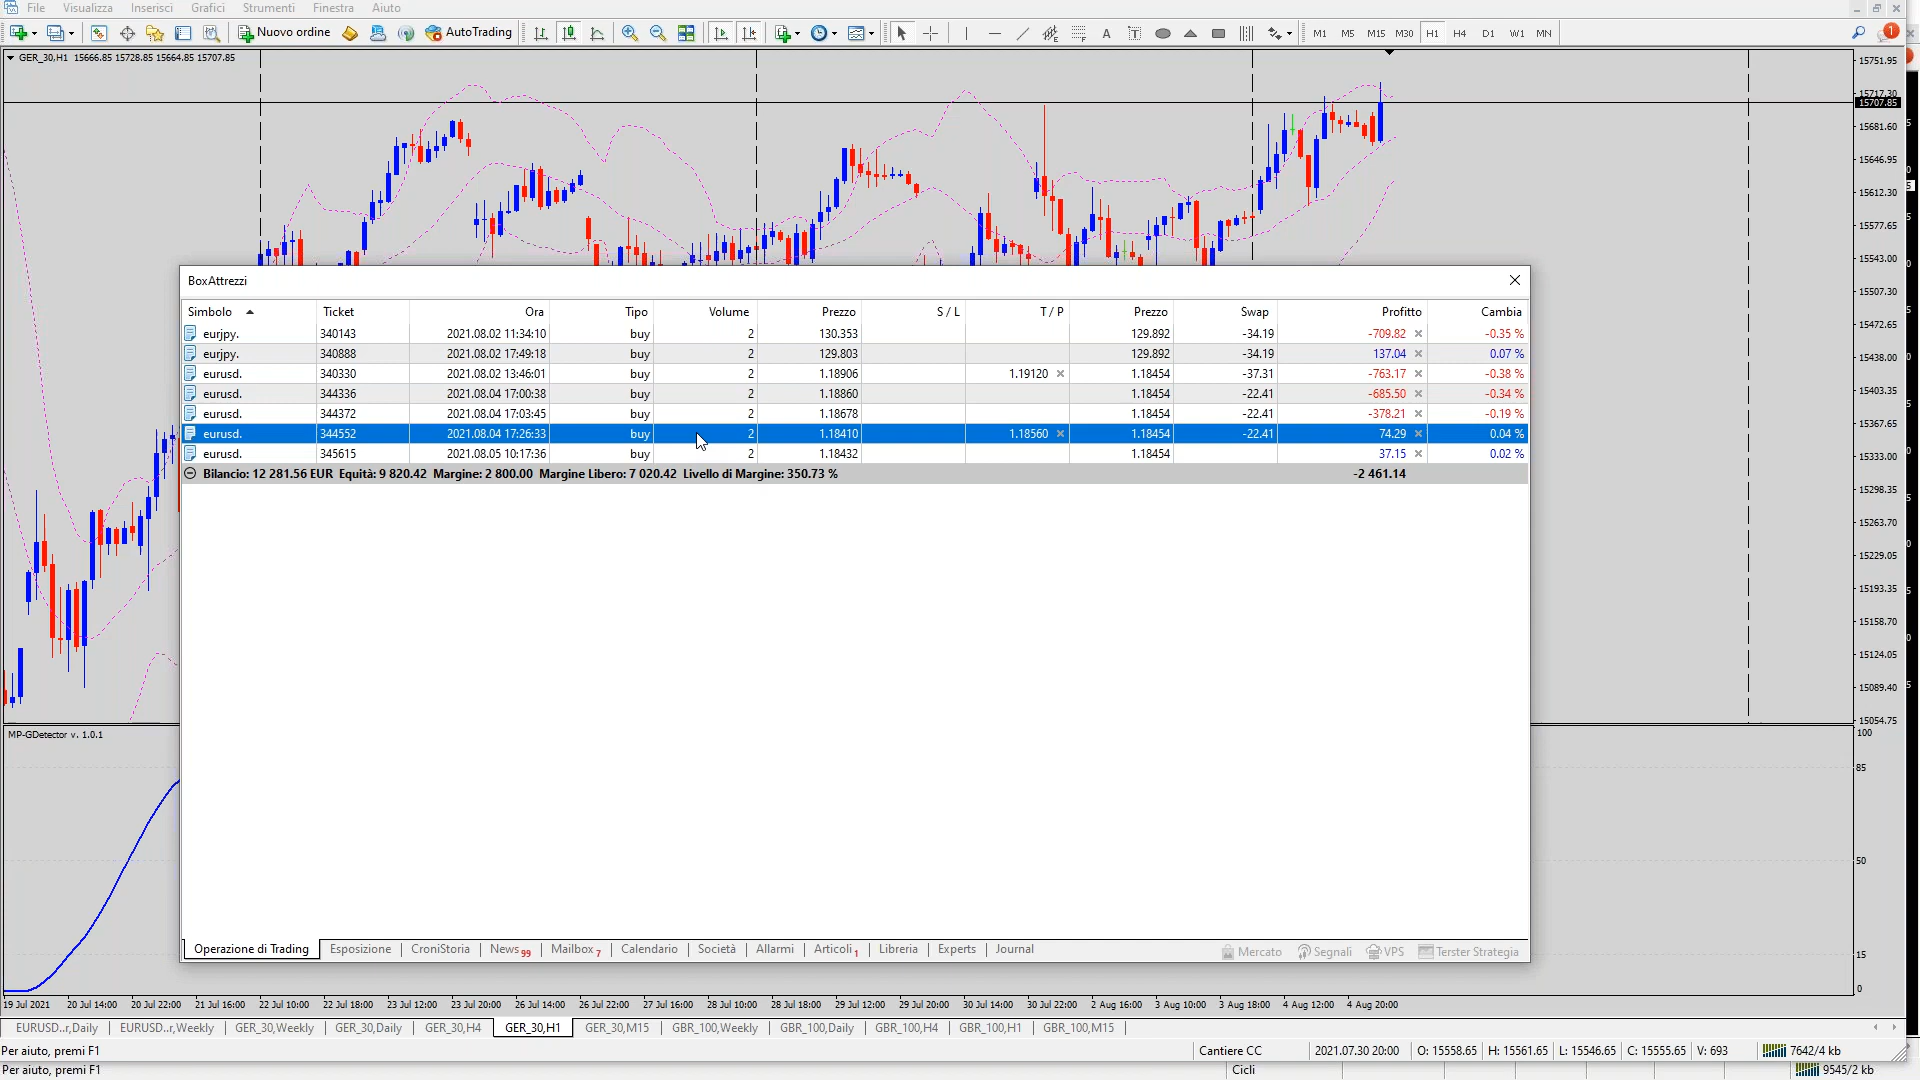 File Visualizza Inserisci Grafici Strumenti Finestra Aiuto
Nuovo ordine AutoTrading A T M1 M5 M15 M30 H1 H4 D1 W1 MN 1
GER_30,H1 15666.85 15728.85 15664.85 15707.85
15751.95
15717.30
15707.85
15681.60
15646.95
15612.30
15577.65
15543.00
15507.30
15472.65
15438.00
15403.35
15367.65
15333.00
15298.35
15263.70
15229.05
15193.35
15158.70
15124.05
15089.40
15054.75
BoxAttrezzi
Simbolo Ticket Ora Tipo Volume Prezzo S / L T / P Prezzo Swap Profitto Cambia
eurjpy. 340143 2021.08.02 11:34:10 buy 2 130.353 129.892 -34.19 -709.82 -0.35 %
eurjpy. 340888 2021.08.02 17:49:18 buy 2 129.803 129.892 -34.19 137.04 0.07 %
eurusd. 340330 2021.08.02 13:46:01 buy 2 1.18906 1.19120 1.18454 -37.31 -763.17 -0.38 %
eurusd. 344336 2021.08.04 17:00:38 buy 2 1.18860 1.18454 -22.41 -685.50 -0.34 %
eurusd. 344372 2021.08.04 17:03:45 buy 2 1.18678 1.18454 -22.41 -378.21 -0.19 %
eurusd. 344552 2021.08.04 17:26:33 buy 2 1.18410 1.18560 1.18454 -22.41 74.29 0.04 %
eurusd. 345615 2021.08.05 10:17:36 buy 2 1.18432 1.18454 37.15 0.02 %
Bilancio: 12 281.56 EUR Equità: 9 820.42 Margine: 2 800.00 Margine Libero: 7 020.42 Livello di Margine: 350.73 % -2 461.14
Operazione di Trading Esposizione CroniStoria News 99 Mailbox 7 Calendario Società Allarmi Articoli 1 Libreria Experts Journal Mercato Segnali VPS Terster Strategia
MP-GDetector v. 1.0.1
100
85
50
15
0
19 Jul 2021 20 Jul 14:00 20 Jul 22:00 21 Jul 16:00 22 Jul 10:00 22 Jul 18:00 23 Jul 12:00 23 Jul 20:00 26 Jul 14:00 26 Jul 22:00 27 Jul 16:00 28 Jul 10:00 28 Jul 18:00 29 Jul 12:00 29 Jul 20:00 30 Jul 14:00 30 Jul 22:00 2 Aug 16:00 3 Aug 10:00 3 Aug 18:00 4 Aug 12:00 4 Aug 20:00
EURUSD..r,Daily EURUSD..r,Weekly GER_30,Weekly GER_30,Daily GER_30,H4 GER_30,H1 GER_30,M15 GBR_100,Weekly GBR_100,Daily GBR_100,H4 GBR_100,H1 GBR_100,M15
Per aiuto, premi F1 Cantiere CC 2021.07.30 20:00 O: 15558.65 H: 15561.65 L: 15546.65 C: 15555.65 V: 693 7642/4 kb
Per aiuto, premi F1 Cicli 9545/2 kb